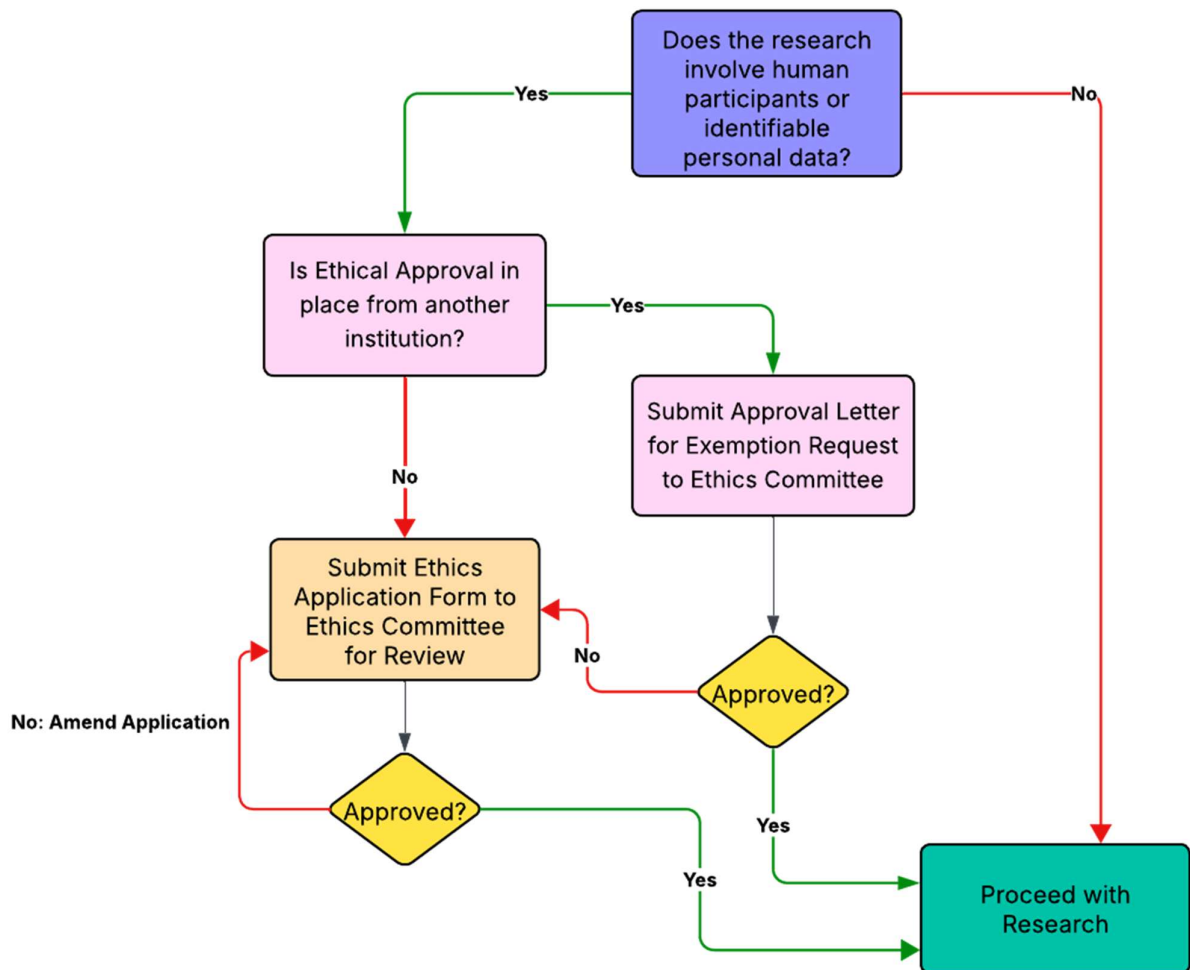 Does the research
involve human
participants or
identifiable
personal data?
Yes
No
Is Ethical Approval in
place from another
institution?
Yes
Submit Approval Letter
for Exemption Request
to Ethics Committee
No
Submit Ethics
Application Form to
Ethics Committee
for Review
No
Approved?
No: Amend Application
Approved?
Yes
Yes
Proceed with
Research